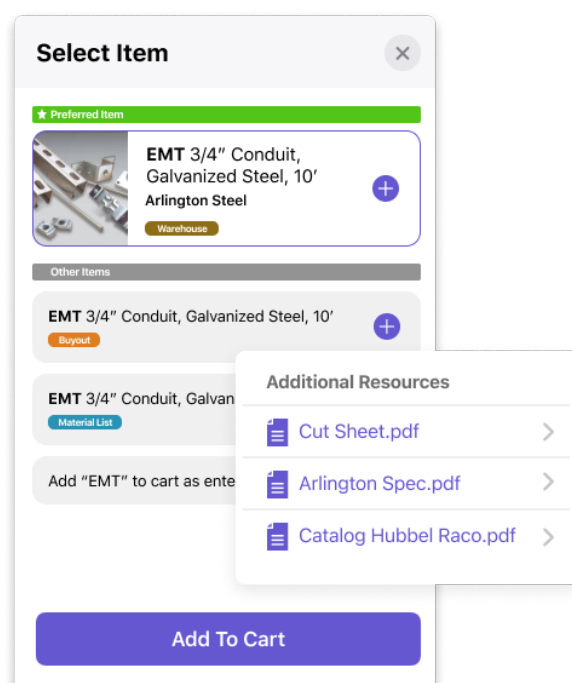 Select Item
Preferred Item
EMT 3/4” Conduit,
Galvanized Steel, 10’
Arlington Steel
Warehouse
Other Items
EMT 3/4” Conduit, Galvanized Steel, 10’
Buyout
EMT 3/4” Conduit, Galvan
Material List
Add “EMT” to cart as ente
Additional Resources
Cut Sheet.pdf
Arlington Spec.pdf
Catalog Hubbel Raco.pdf
Add To Cart